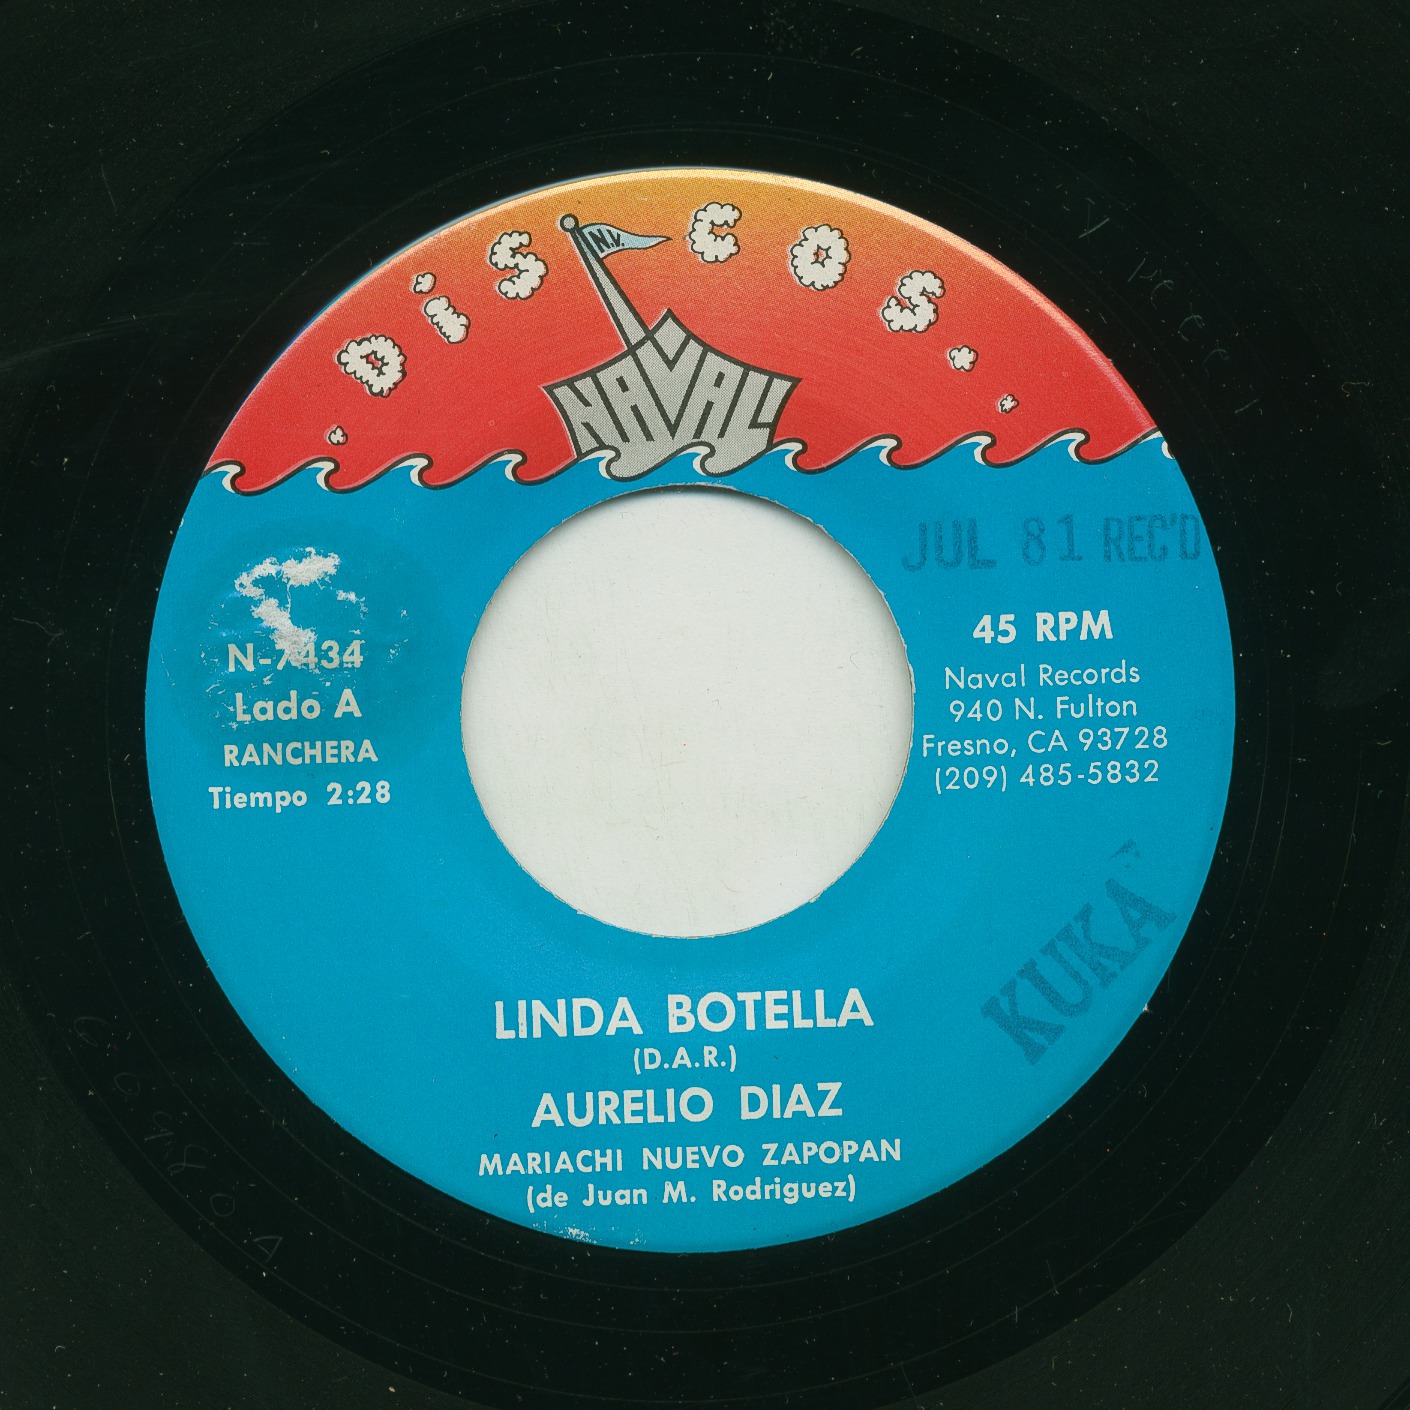 DiSCOS
N.V.
NAVAL
JUL 81 REC'D
N-7434
Lado A
RANCHERA
Tiempo 2:28
45 RPM
Naval Records
940 N. Fulton
Fresno, CA 93728
(209) 485-5832
KUKA
LINDA BOTELLA
(D.A.R.)
AURELIO DIAZ
MARIACHI NUEVO ZAPOPAN
(de Juan M. Rodriguez)